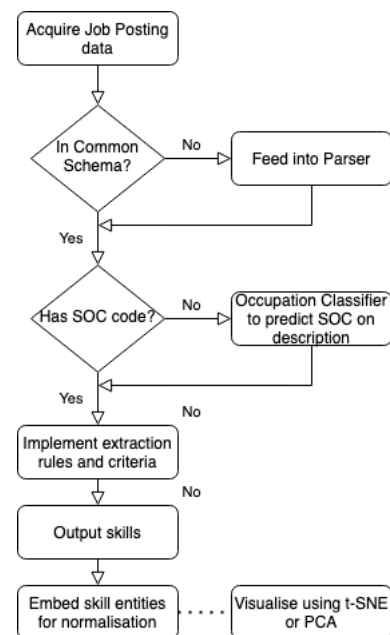 Acquire Job Posting
data
In Common
Schema?
No
Feed into Parser
Yes
Has SOC code?
No
Occupation Classifier
to predict SOC on
description
Yes
No
Implement extraction
rules and criteria
No
Output skills
Embed skill entities
for normalisation
Visualise using t-SNE
or PCA